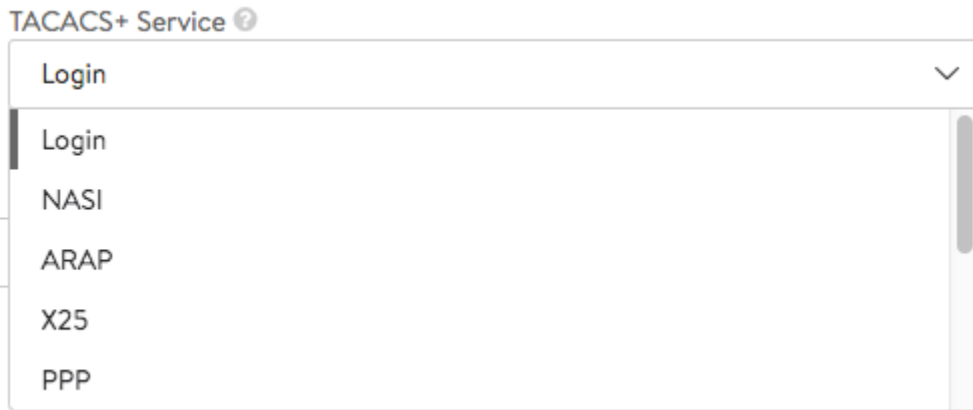 TACACS+ Service ?
Login
Login
NASI
ARAP
X25
PPP